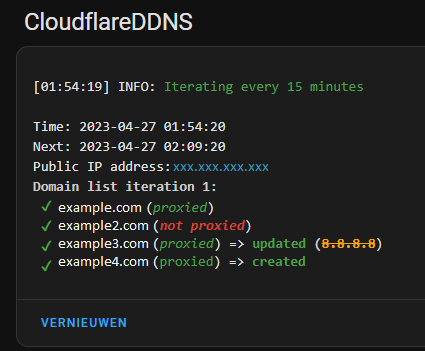 CloudflareDDNS
[01:54:19] INFO: Iterating every 15 minutes
Time: 2023-04-27 01:54:20
Next: 2023-04-27 02:09:20
Public IP address:xxx.xxx.xxx.xxx
Domain list iteration 1:
✓ example.com (proxied)
✓ example2.com (not proxied)
✓ example3.com (proxied) => updated (8.8.8.8)
✓ example4.com (proxied) => created
VERNIEUWEN